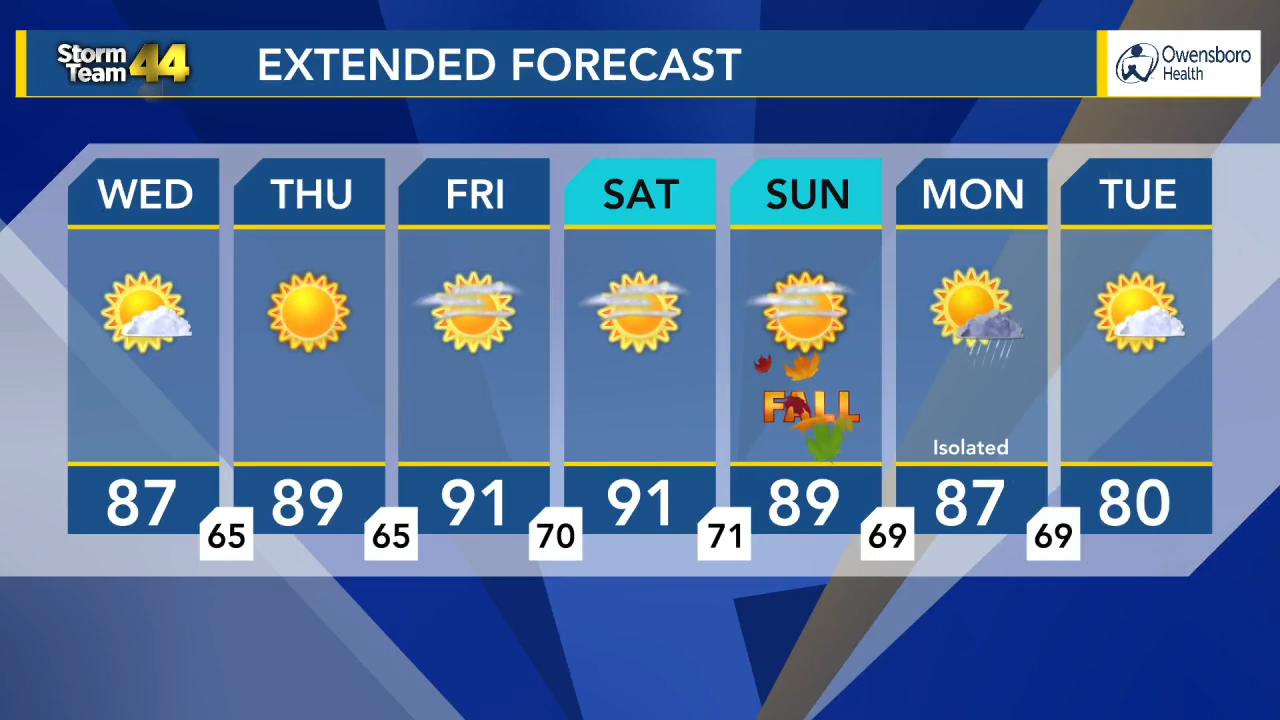 Storm
Team 44
EXTENDED FORECAST
Owensboro
Health
WED
THU
FRI
SAT
SUN
MON
TUE
FALL
Isolated
87
89
91
91
89
87
80
65
65
70
71
69
69